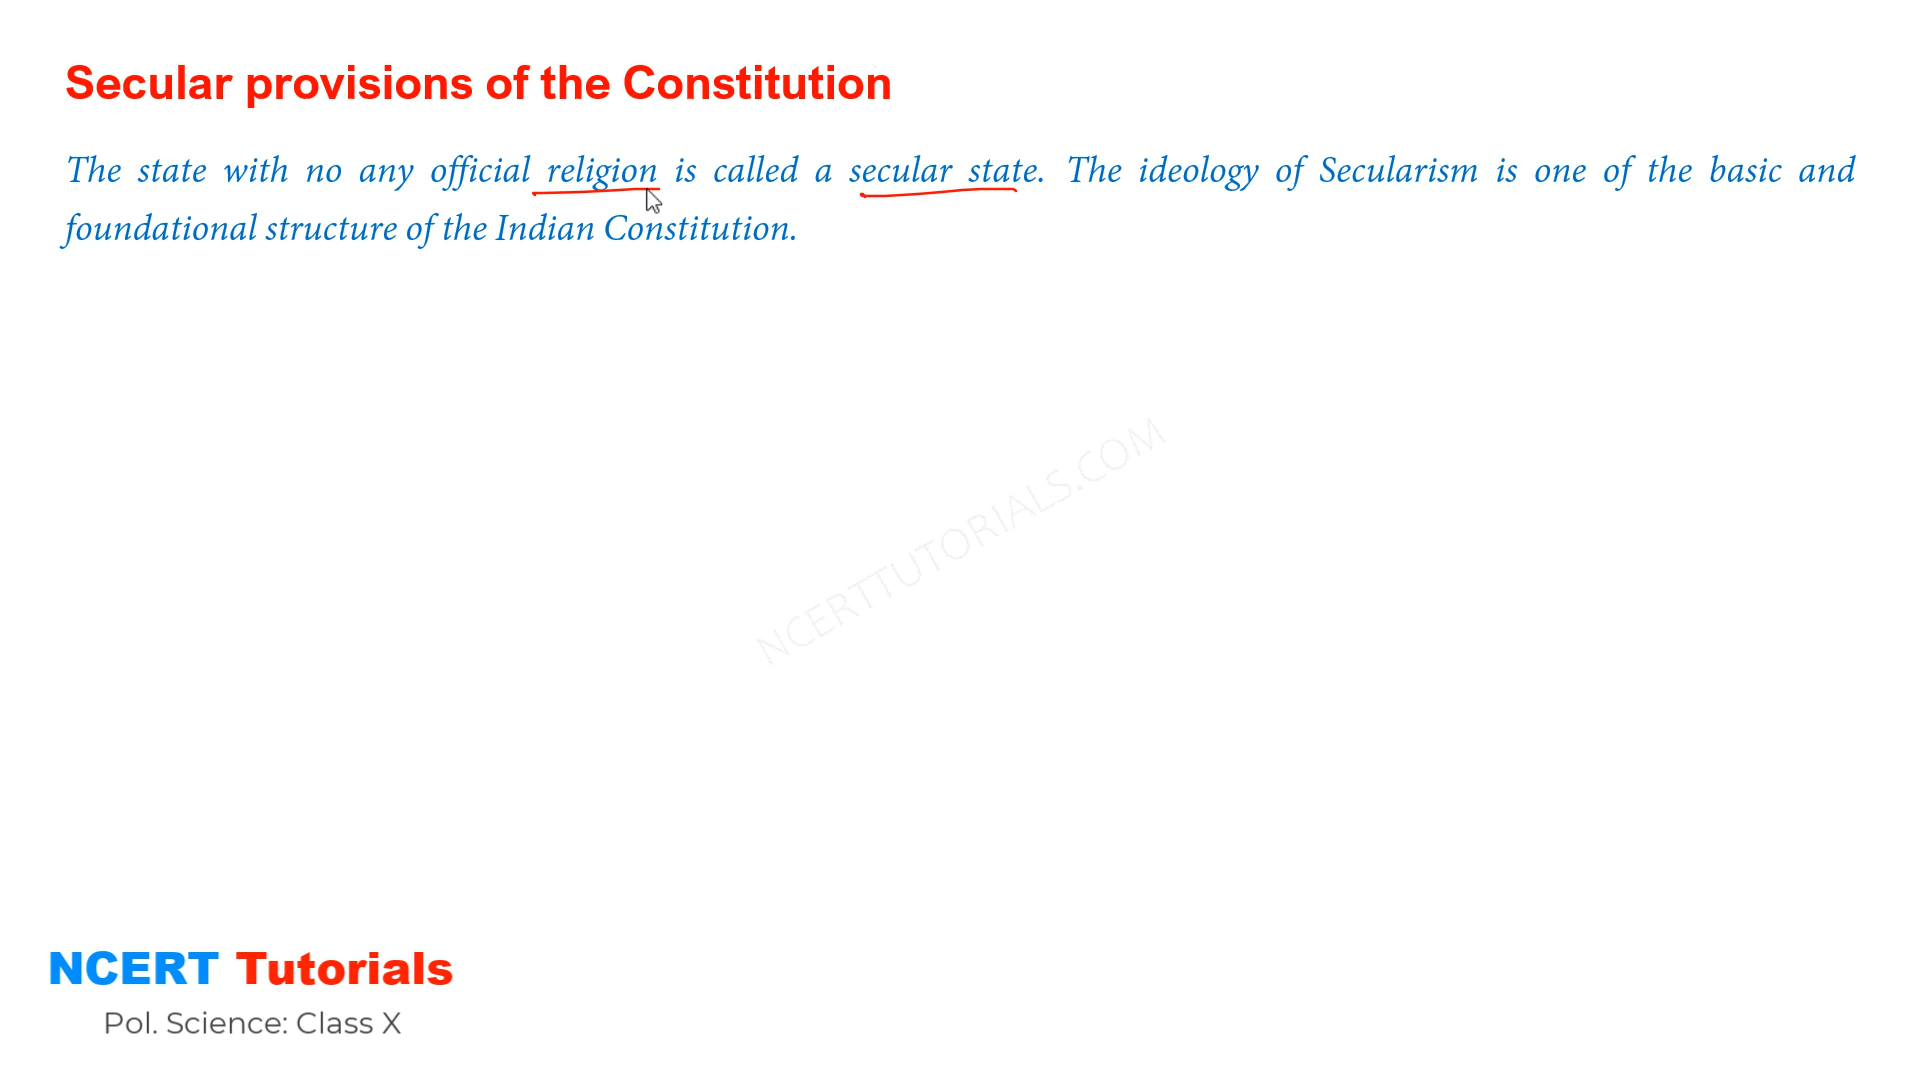 Secular provisions of the Constitution
The state with no any official religion is called a secular state. The ideology of Secularism is one of the basic and
foundational structure of the Indian Constitution.
NCERTTUTORIALS.COM
NCERT Tutorials
Pol. Science: Class X